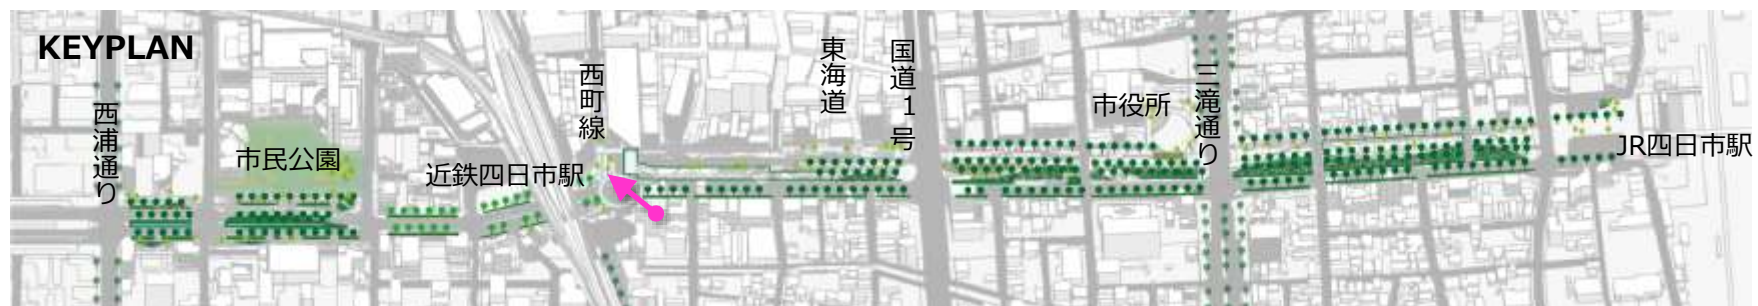 KEYPLAN
西浦通り
市民公園
近鉄四日市駅
西町線
東海道
国道1号
市役所
三滝通り
JR四日市駅